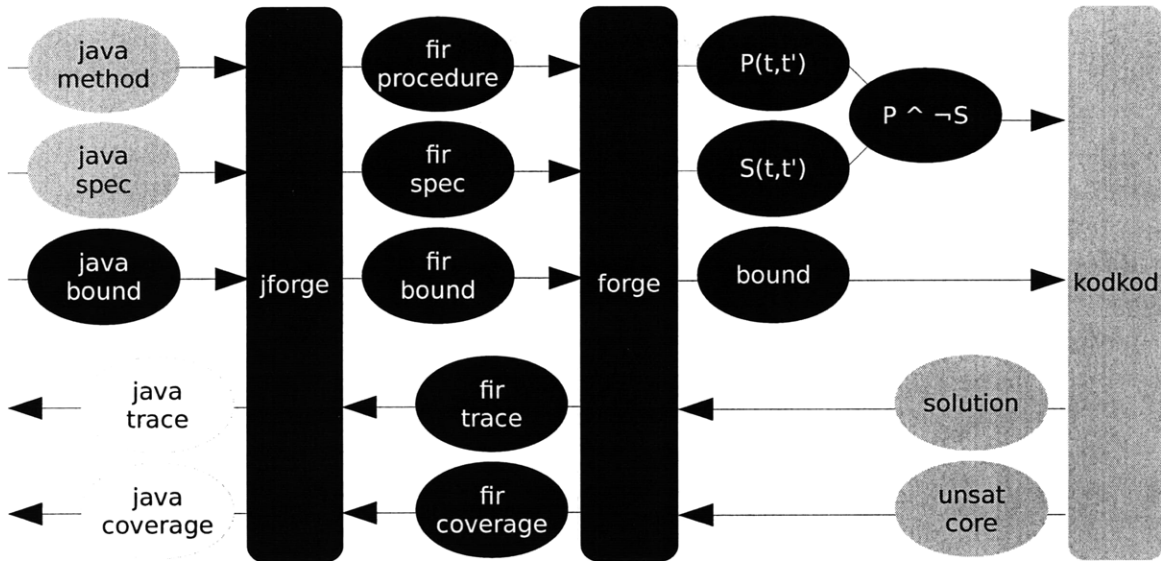 java
method
fir
procedure
P(t,t')
P ^ ¬S
java
spec
fir
spec
S(t,t')
java
bound
jforge
fir
bound
forge
bound
kodkod
java
trace
fir
trace
solution
java
coverage
fir
coverage
unsat
core